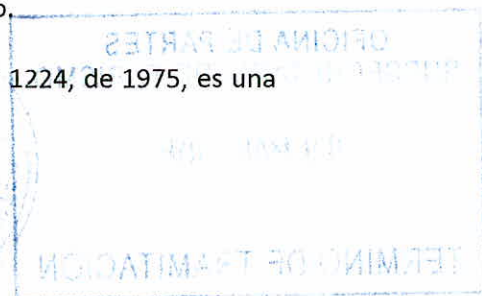 o.
OFICINA DE PARTES
1224, de 1975, es una
TERMINO DE TRAMITACION